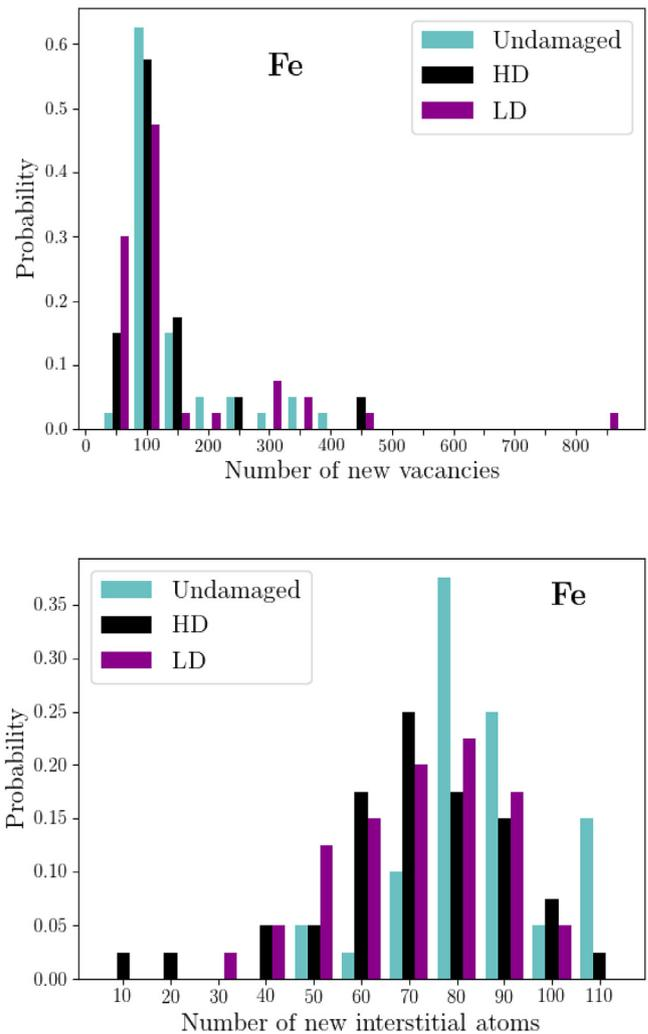 Fe
Undamaged
HD
LD
Probability
0.6
0.5
0.4
0.3
0.2
0.1
0.0
0 100 200 300 400 500 600 700 800
Number of new vacancies
Undamaged
HD
LD
Fe
Probability
0.35
0.30
0.25
0.20
0.15
0.10
0.05
0.00
10 20 30 40 50 60 70 80 90 100 110
Number of new interstitial atoms